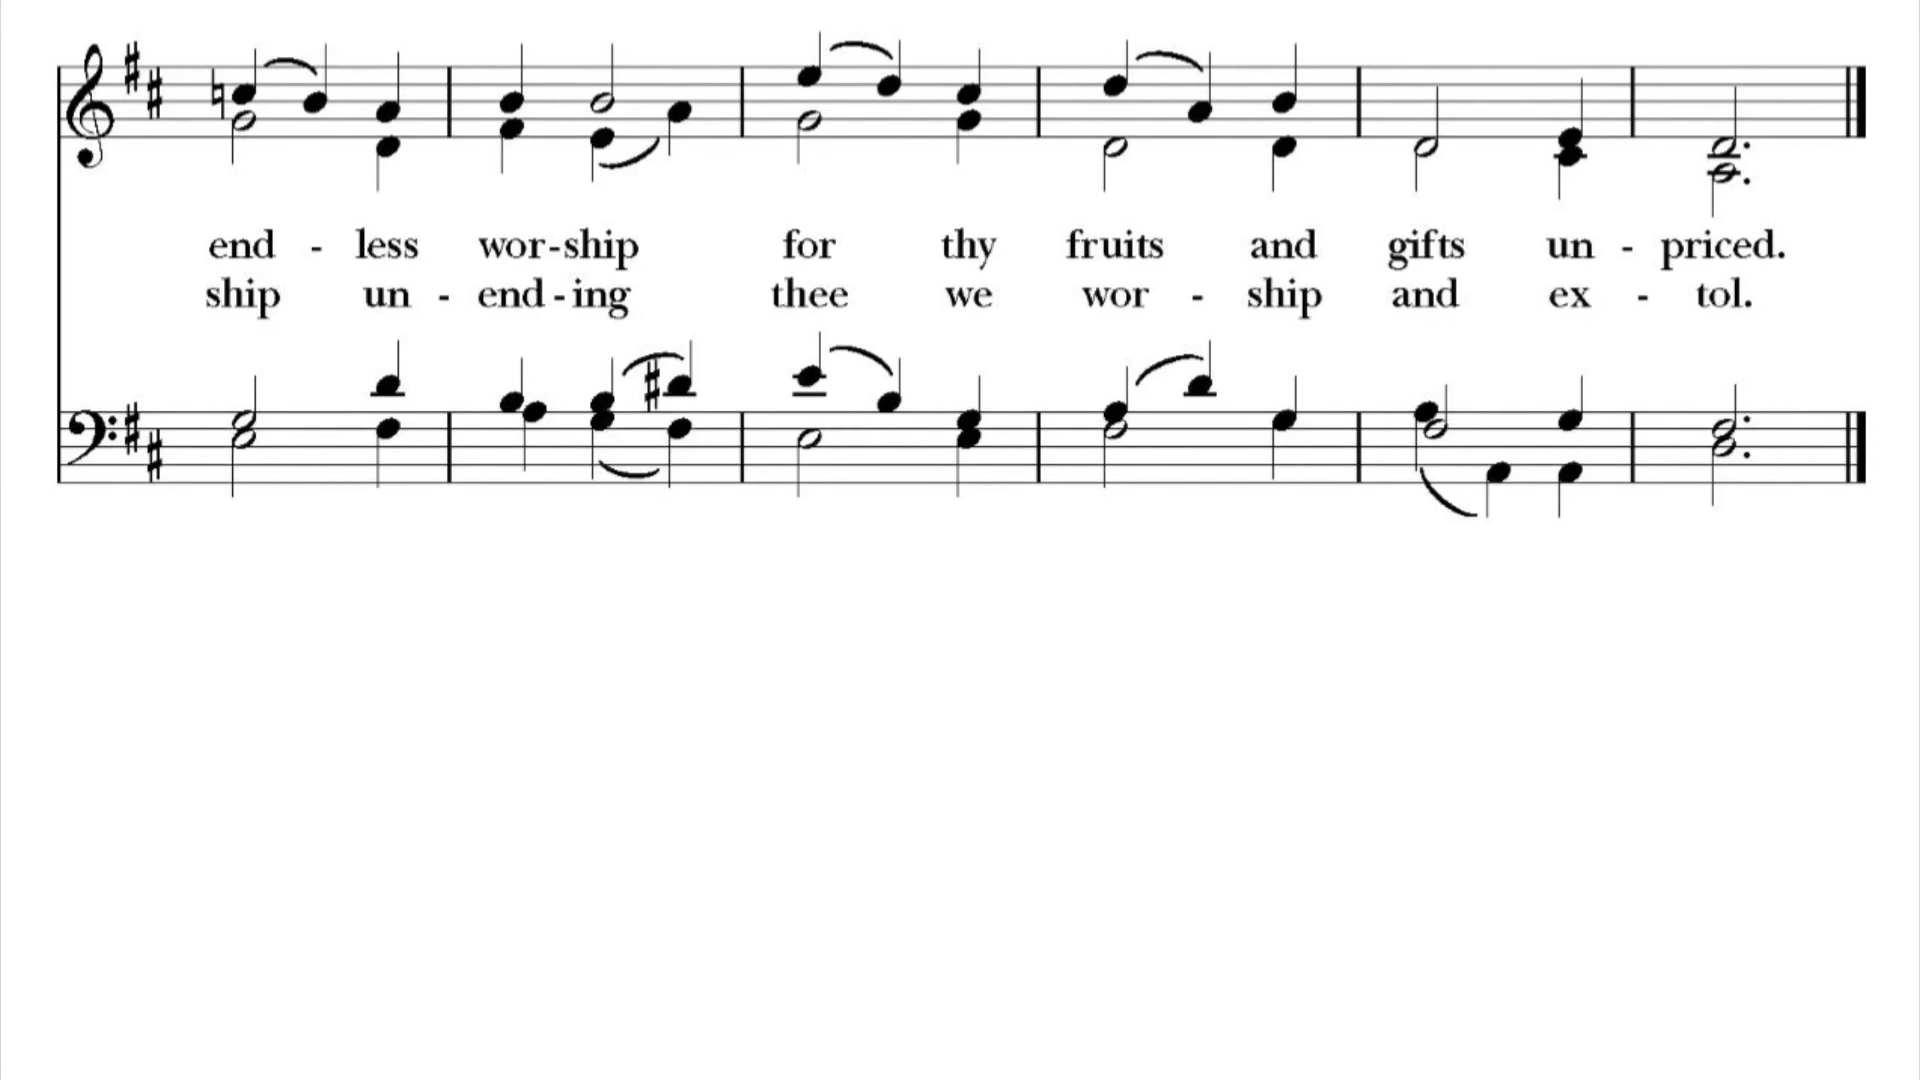 end - less wor-ship for thy fruits and gifts un - priced.
ship un - end - ing thee we wor - ship and ex - tol.